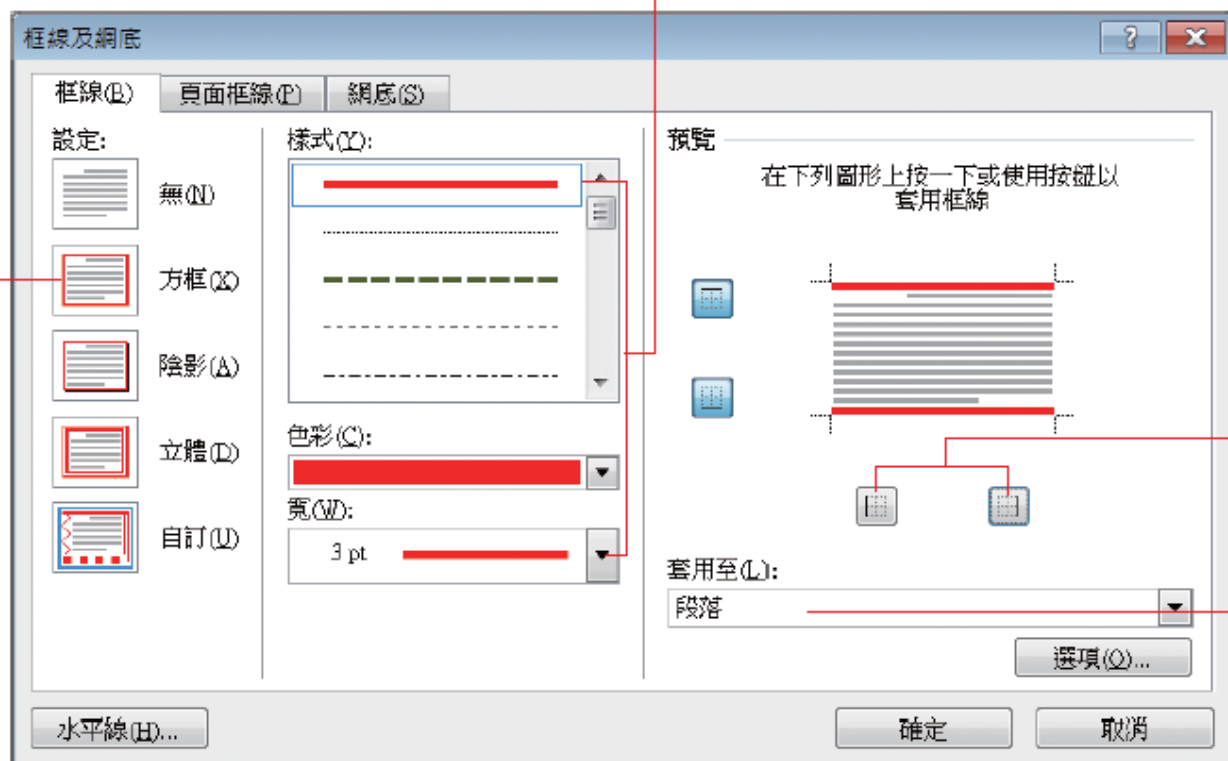 框線及網底
框線(B)
頁面框線(P)
網底(S)
設定:
無(N)
方框(X)
陰影(A)
立體(D)
自訂(U)
樣式(Y):
色彩(C):
寬(W):
3 pt
預覽
在下列圖形上按一下或使用按鈕以
套用框線
套用至(L):
段落
選項(O)...
水平線(H)...
確定
取消